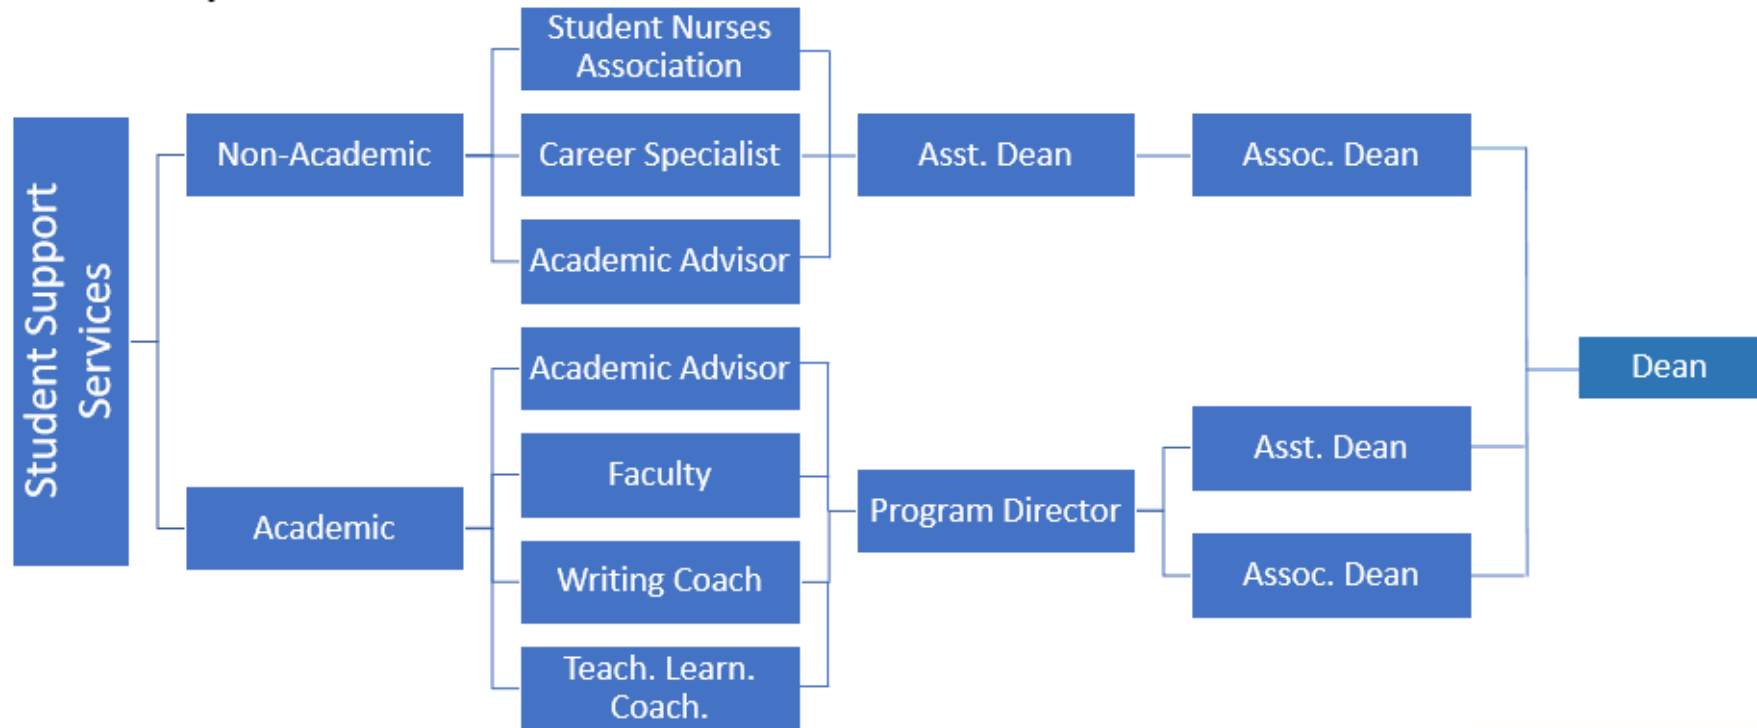 Student Support
Services
Non-Academic
Academic
Student Nurses
Association
Career Specialist
Academic Advisor
Academic Advisor
Faculty
Writing Coach
Teach. Learn.
Coach.
Asst. Dean
Program Director
Assoc. Dean
Asst. Dean
Assoc. Dean
Dean